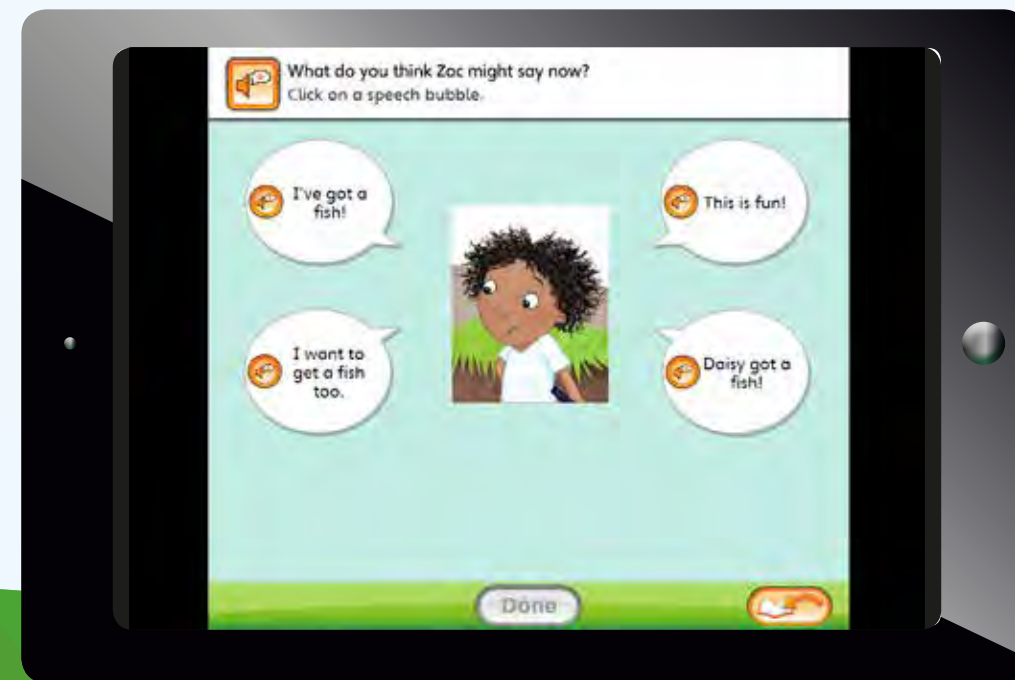 What do you think Zac might say now?
Click on a speech bubble.
I've got a
fish!
This is fun!
I want to
get a fish
too.
Daisy got a
fish!
Done